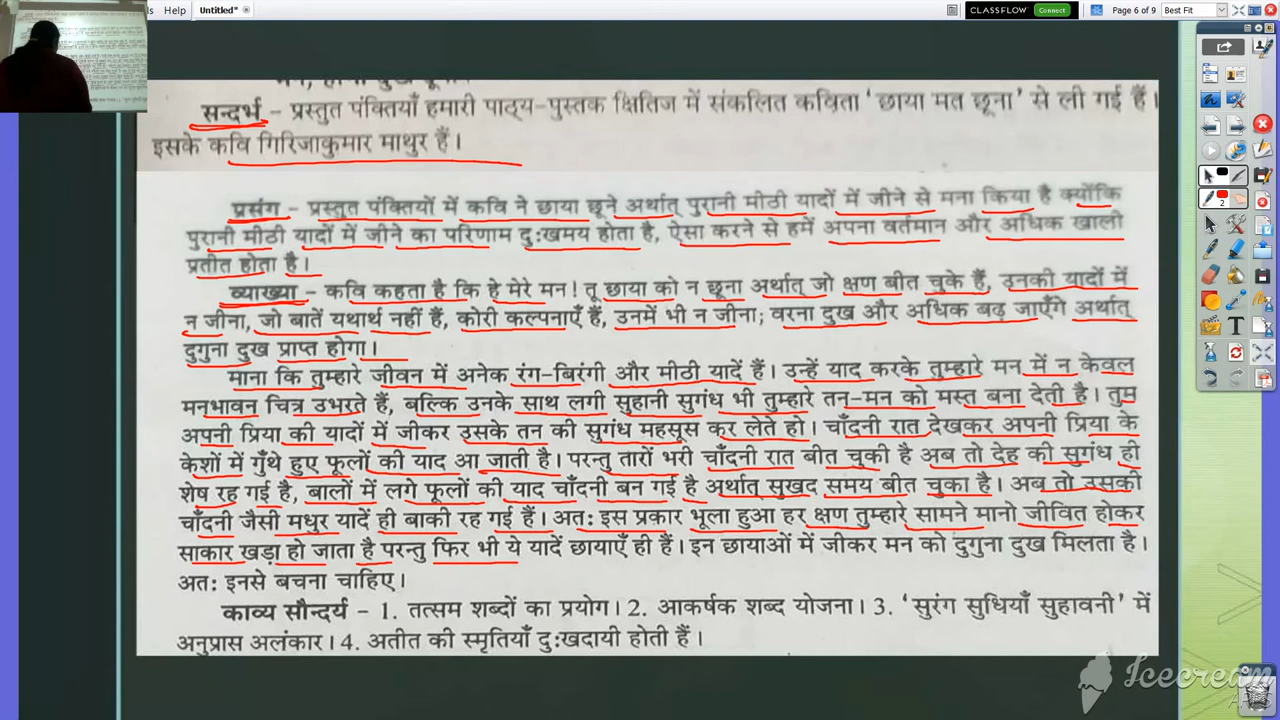 ls Help Untitled* CLASSFLOW Connect Page 6 of 9 Best Fit
सन्दर्भ – प्रस्तुत पंक्तियाँ हमारी पाठ्य-पुस्तक क्षितिज में संकलित कविता ' छाया मत छूना ' से ली गई हैं।
इसके कवि गिरिजाकुमार माथुर हैं।
प्रसंग – प्रस्तुत पंक्तियों में कवि ने छाया छूने अर्थात् पुरानी मीठी यादों में जीने से मना किया है क्योंकि
पुरानी मीठी यादों में जीने का परिणाम दुःखमय होता है, ऐसा करने से हमें अपना वर्तमान और अधिक खाली
प्रतीत होता है।
व्याख्या – कवि कहता है कि हे मेरे मन! तू छाया को न छूना अर्थात् जो क्षण बीत चुके हैं, उनकी यादों में
न जीना, जो बातें यथार्थ नहीं हैं, कोरी कल्पनाएँ हैं, उनमें भी न जीना; वरना दुख और अधिक बढ़ जाएँगे अर्थात्
दुगुना दुख प्राप्त होगा।
माना कि तुम्हारे जीवन में अनेक रंग-बिरंगी और मीठी यादें हैं। उन्हें याद करके तुम्हारे मन में न केवल
मनभावन चित्र उभरते हैं, बल्कि उनके साथ लगी सुहानी सुगंध भी तुम्हारे तन-मन को मस्त बना देती है। तुम
अपनी प्रिया की यादों में जीकर उसके तन की सुगंध महसूस कर लेते हो। चाँदनी रात देखकर अपनी प्रिया के
केशों में गुँथे हुए फूलों की याद आ जाती है। परन्तु तारों भरी चाँदनी रात बीत चुकी है अब तो देह की सुगंध ही
शेष रह गई है, बालों में लगे फूलों की याद चाँदनी बन गई है अर्थात् सुखद समय बीत चुका है। अब तो उसकी
चाँदनी जैसी मधुर यादें ही बाकी रह गई हैं। अतः इस प्रकार भूला हुआ हर क्षण तुम्हारे सामने मानो जीवित होकर
साकार खड़ा हो जाता है परन्तु फिर भी ये यादें छायाएँ ही हैं। इन छायाओं में जीकर मन को दुगुना दुख मिलता है।
अतः इनसे बचना चाहिए।
काव्य सौन्दर्य – 1. तत्सम शब्दों का प्रयोग। 2. आकर्षक शब्द योजना। 3. 'सुरंग सुधियाँ सुहावनी' में
अनुप्रास अलंकार। 4. अतीत की स्मृतियाँ दुःखदायी होती हैं।
2
Icecream
APPS